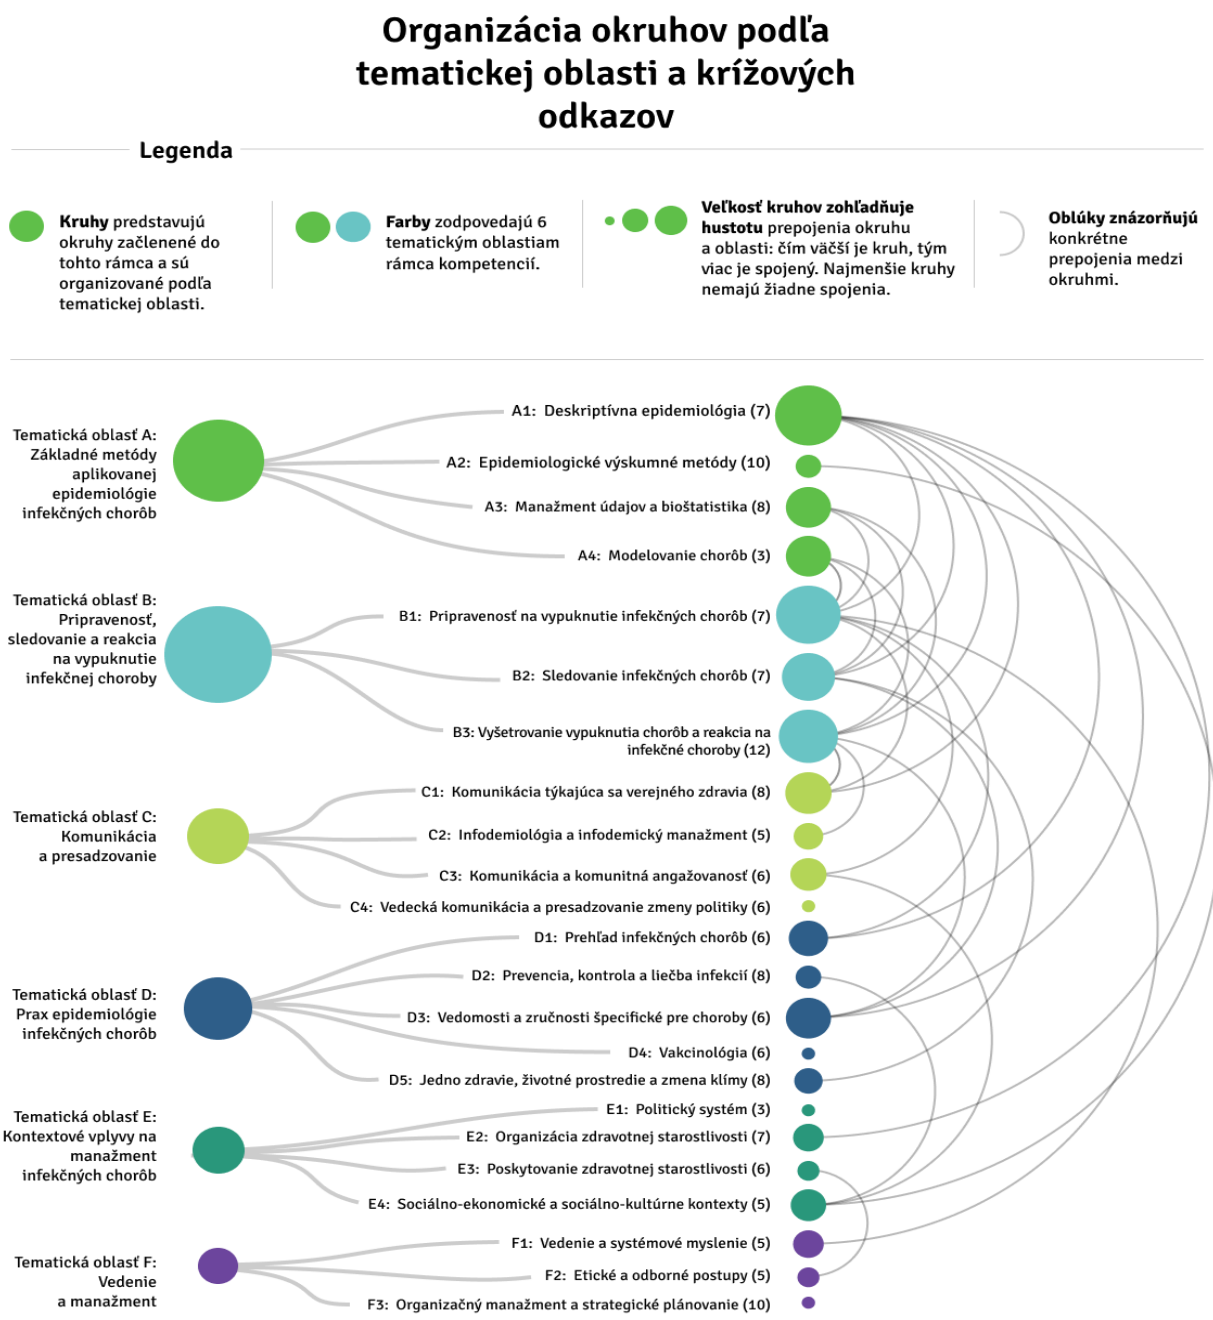 Organizácia okruhov podľa
tematickej oblasti a krížových
odkazov
Legenda
Kruhy predstavujú
okruhy začlenené do
tohto rámca a sú
organizované podľa
tematickej oblasti.
Farby zodpovedajú 6
tematickým oblastiam
rámca kompetencií.
Veľkosť kruhov zohľadňuje
hustotu prepojenia okruhu
a oblasti: čím väčší je kruh, tým
viac je spojený. Najmenšie kruhy
nemajú žiadne spojenia.
Oblúky znázorňujú
konkrétne
prepojenia medzi
okruhmi.
Tematická oblasť A:
Základné metódy
aplikovanej
epidemiológie
infekčných chorôb
A1: Deskriptívna epidemiológia (7)
A2: Epidemiologické výskumné metódy (10)
A3: Manažment údajov a bioštatistika (8)
A4: Modelovanie chorôb (3)
Tematická oblasť B:
Pripravenosť,
sledovanie a reakcia
na vypuknutie
infekčnej choroby
B1: Pripravenosť na vypuknutie infekčných chorôb (7)
B2: Sledovanie infekčných chorôb (7)
B3: Vyšetrovanie vypuknutia chorôb a reakcia na
infekčné choroby (12)
Tematická oblasť C:
Komunikácia
a presadzovanie
C1: Komunikácia týkajúca sa verejného zdravia (8)
C2: Infodemiológia a infodemický manažment (5)
C3: Komunikácia a komunitná angažovanosť (6)
C4: Vedecká komunikácia a presadzovanie zmeny politiky (6)
Tematická oblasť D:
Prax epidemiológie
infekčných chorôb
D1: Prehľad infekčných chorôb (6)
D2: Prevencia, kontrola a liečba infekcií (8)
D3: Vedomosti a zručnosti špecifické pre choroby (6)
D4: Vakcinológia (6)
D5: Jedno zdravie, životné prostredie a zmena klímy (8)
Tematická oblasť E:
Kontextové vplyvy na
manažment
infekčných chorôb
E1: Politický systém (3)
E2: Organizácia zdravotnej starostlivosti (7)
E3: Poskytovanie zdravotnej starostlivosti (6)
E4: Sociálno-ekonomické a sociálno-kultúrne kontexty (5)
Tematická oblasť F:
Vedenie
a manažment
F1: Vedenie a systémové myslenie (5)
F2: Etické a odborné postupy (5)
F3: Organizačný manažment a strategické plánovanie (10)